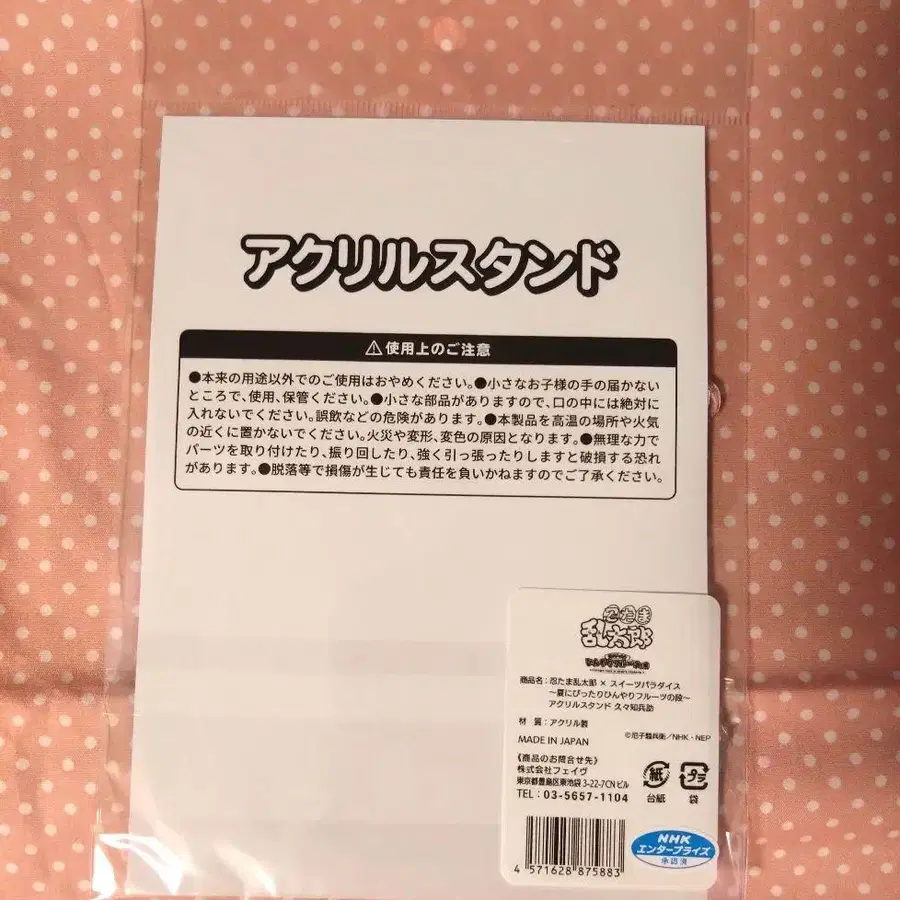 アクリルスタンド
⚠使用上のご注意
●本来の用途以外でのご使用はおやめください。●小さなお子様の手の届かない
ところで、使用、保管ください。●小さな部品がありますので、口の中には絶対に
入れないでください。誤飲などの危険があります。●本製品を高温の場所や火気
の近くに置かないでください。火災や変形、変色の原因となります。●無理な力で
パーツを取り付けたり、振り回したり、強く引っ張ったりしますと破損する恐れ
があります。●脱落等で損傷が生じても責任を負いかねますのでご了承ください。
忍たま
乱太郎
商品名：忍たま乱太郎 × スイーツパラダイス
〜夏にぴったりひんやりフルーツの段〜
アクリルスタンド 久々知兵助
材 質：アクリル製
©尼子騒兵衛／NHK・NEP
MADE IN JAPAN
《商品のお問合せ先》
株式会社フェイヴ
東京都豊島区東池袋 3-22-7CN ビル
TEL：03-5657-1104
紙
台紙
プラ
袋
4 571628 875883
NHK
エンタープライズ
承認済